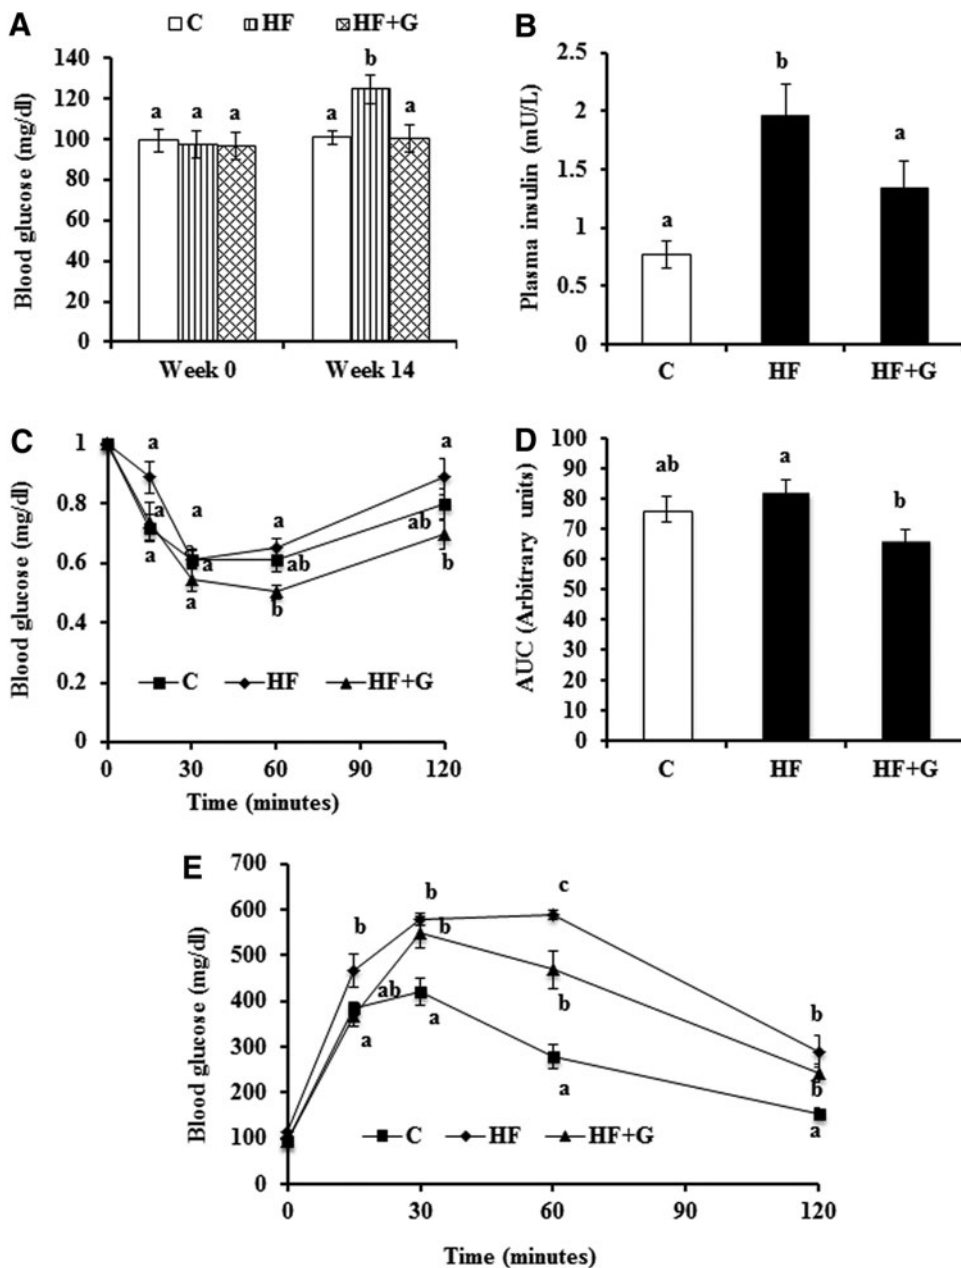 A
C HF HF+G
Blood glucose (mg/dl)
140
120
100
80
60
40
20
0
a a a
a b a
Week 0 Week 14
B
Plasma insulin (mU/L)
2.5
2
1.5
1
0.5
0
a b a
C HF HF+G
C
Blood glucose (mg/dl)
1
0.8
0.6
0.4
0.2
0
a a a a
a a ab ab
a a b b
C HF HF+G
0 30 60 90 120
Time (minutes)
D
AUC (Arbitrary units)
100
90
80
70
60
50
40
30
20
10
0
ab a b
C HF HF+G
E
Blood glucose (mg/dl)
700
600
500
400
300
200
100
0
b b c b
ab b b b
a a a a
C HF HF+G
0 30 60 90 120
Time (minutes)